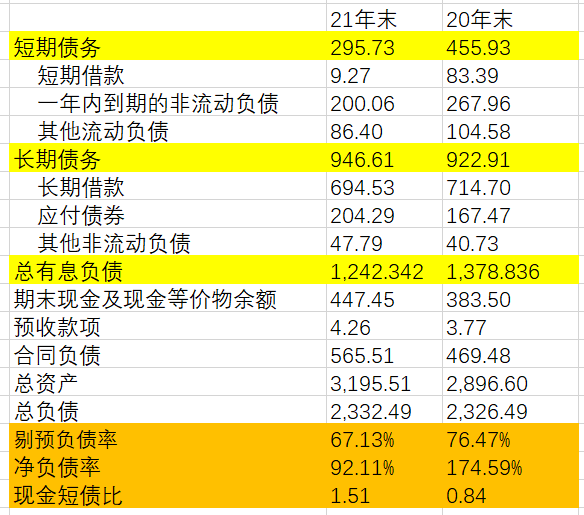 21年末 20年末
短期债务 295.73 455.93
短期借款 9.27 83.39
一年内到期的非流动负债 200.06 267.96
其他流动负债 86.40 104.58
长期债务 946.61 922.91
长期借款 694.53 714.70
应付债券 204.29 167.47
其他非流动负债 47.79 40.73
总有息负债 1,242.342 1,378.836
期末现金及现金等价物余额 447.45 383.50
预收款项 4.26 3.77
合同负债 565.51 469.48
总资产 3,195.51 2,896.60
总负债 2,332.49 2,326.49
剔预负债率 67.13% 76.47%
净负债率 92.11% 174.59%
现金短债比 1.51 0.84